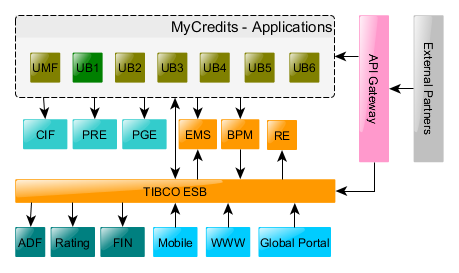 MyCredits - Applications
UMF UB1 UB2 UB3 UB4 UB5 UB6
API Gateway
External Partners
CIF PRE PGE EMS BPM RE
TIBCO ESB
ADF Rating FIN Mobile WWW Global Portal